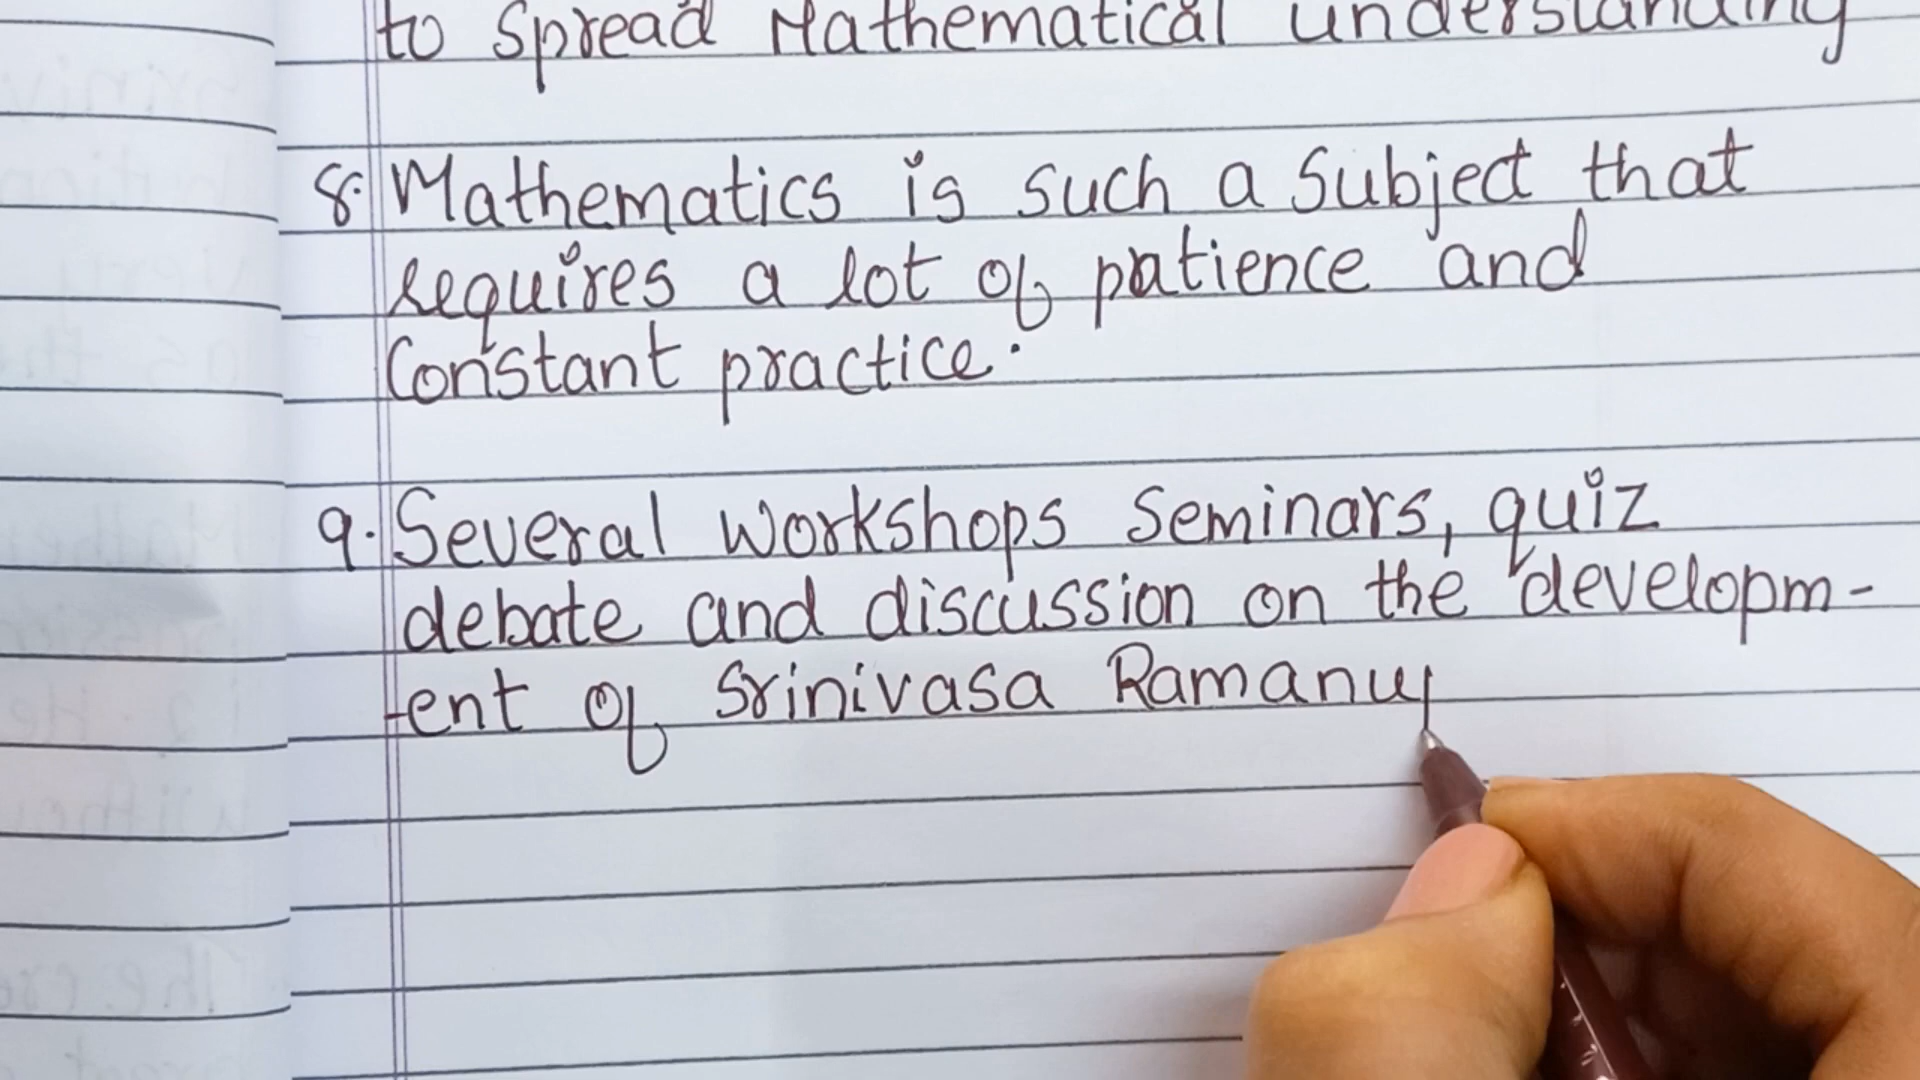 to spread Mathematical understanding
8. Mathematics is such a subject that
requires a lot of patience and
Constant practice.
9. Several workshops seminars, quiz
debate and discussion on the developm-
-ent of Srinivasa Ramanuj